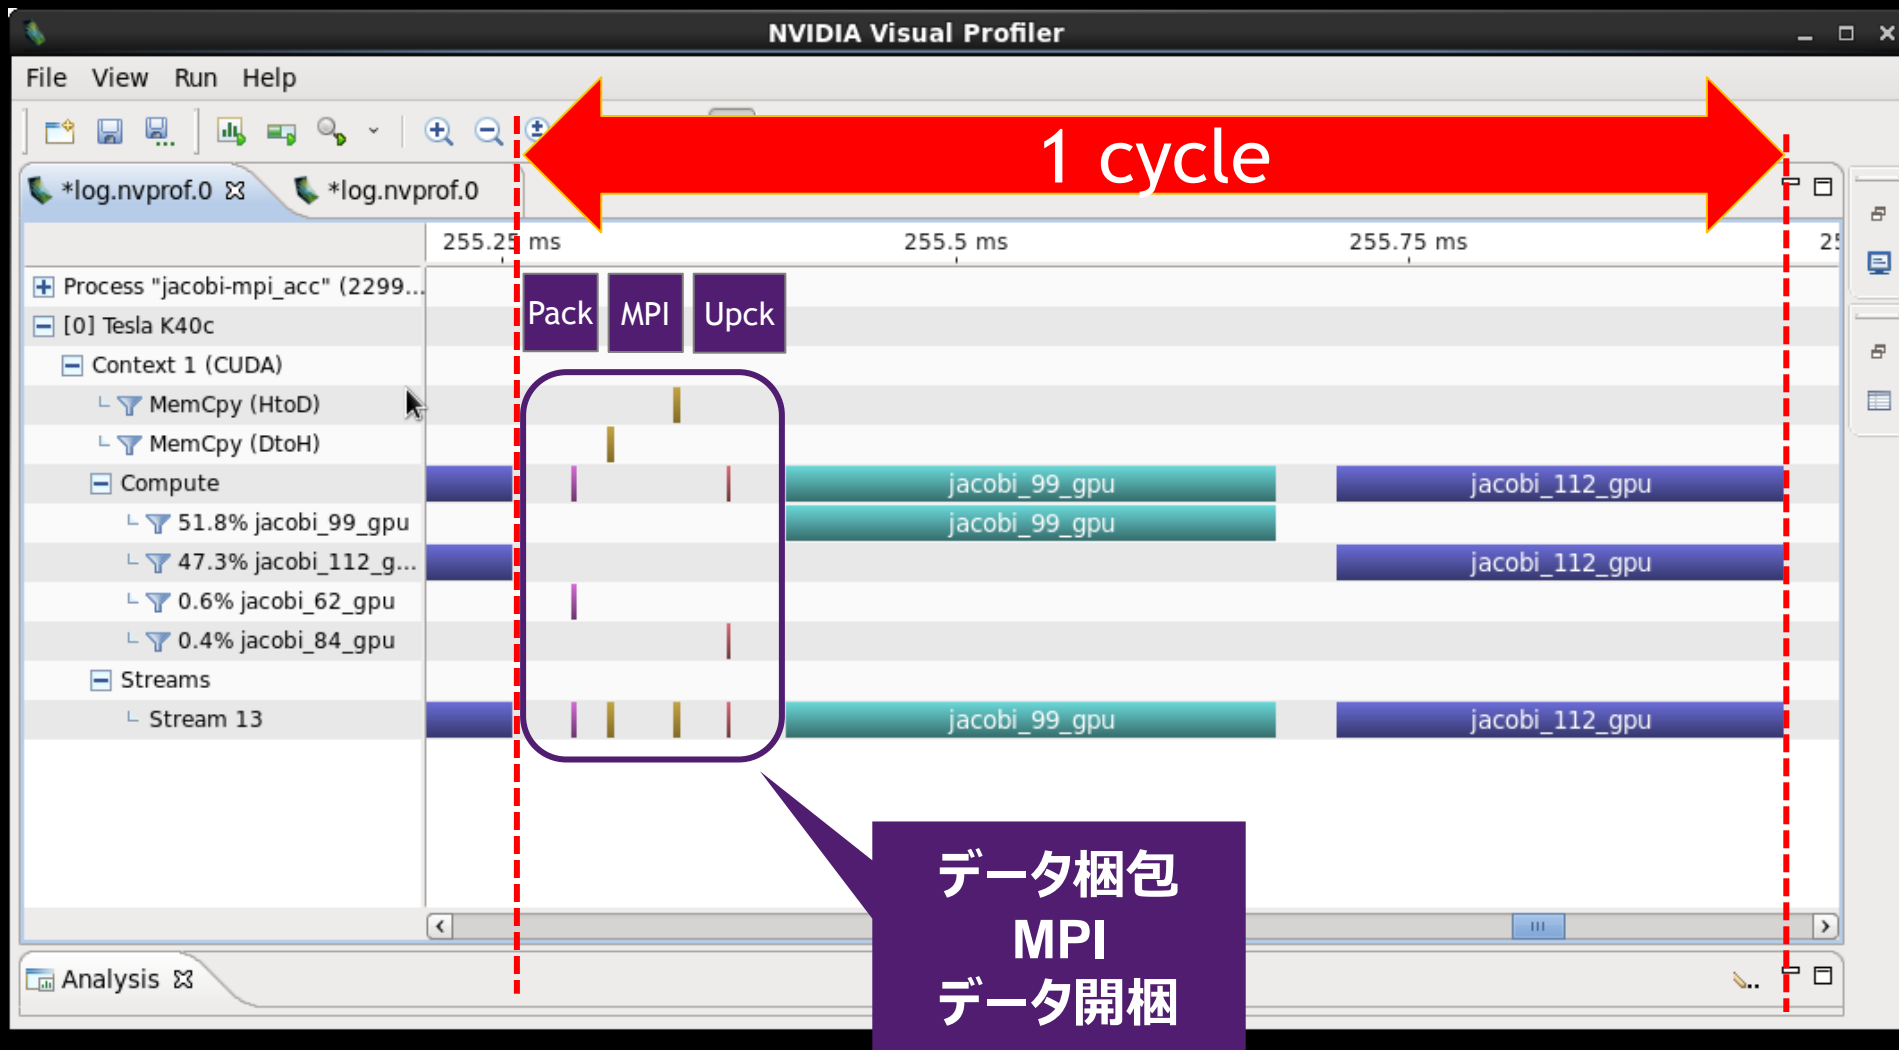 NVIDIA Visual Profiler
File View Run Help
1 cycle
*log.nvprof.0 *log.nvprof.0
255.25 ms 255.5 ms 255.75 ms 25
Process "jacobi-mpi_acc" (2299...
Pack MPI Upck
[0] Tesla K40c
Context 1 (CUDA)
MemCpy (HtoD)
MemCpy (DtoH)
Compute jacobi_99_gpu jacobi_112_gpu
51.8% jacobi_99_gpu jacobi_99_gpu
47.3% jacobi_112_g... jacobi_112_gpu
0.6% jacobi_62_gpu
0.4% jacobi_84_gpu
Streams
Stream 13 jacobi_99_gpu jacobi_112_gpu
データ梱包
MPI
データ開梱
Analysis